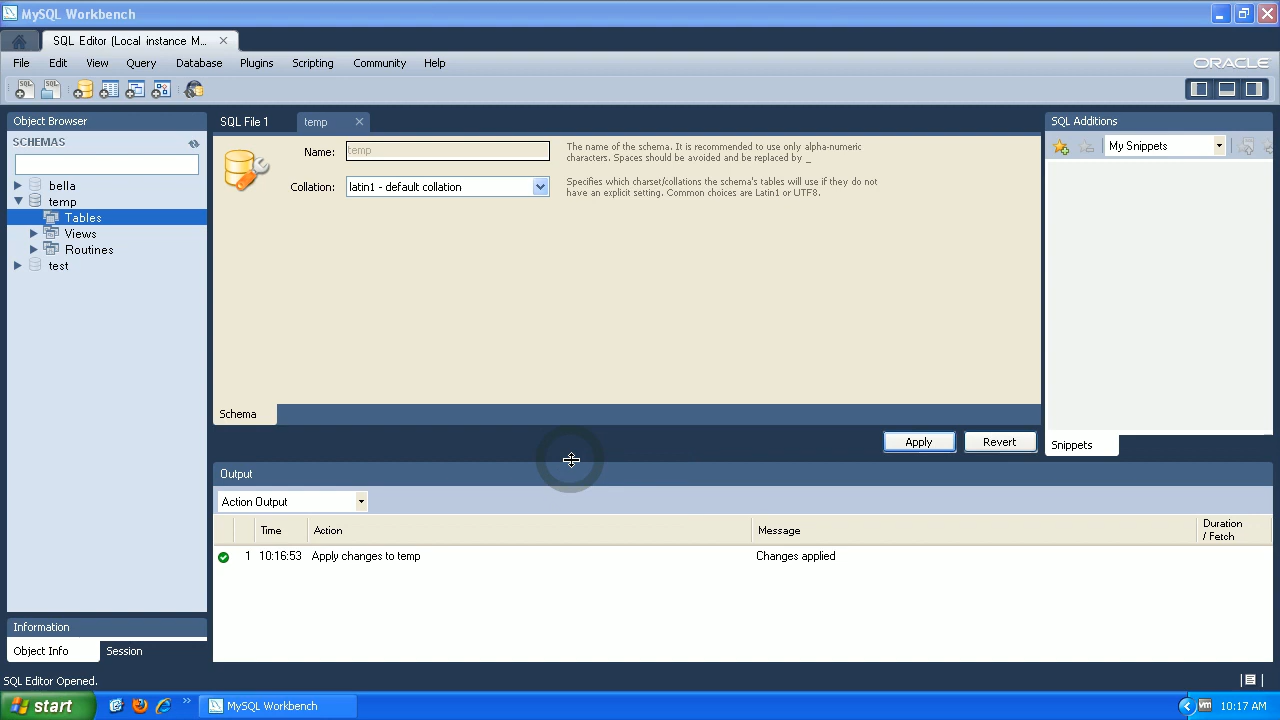 MySQL Workbench
SQL Editor (Local instance M...
File Edit View Query Database Plugins Scripting Community Help
ORACLE
Object Browser
SCHEMAS
bella
temp
Tables
Views
Routines
test
SQL File 1
temp
Name: temp
The name of the schema. It is recommended to use only alpha-numeric
characters. Spaces should be avoided and be replaced by _
Collation: latin1 - default collation
Specifies which charset/collations the schema's tables will use if they do not
have an explicit setting. Common choices are Latin1 or UTF8.
Schema
Apply
Revert
SQL Additions
My Snippets
Snippets
Output
Action Output
Time Action Message Duration
/ Fetch
1 10:16:53 Apply changes to temp Changes applied
Information
Object Info Session
SQL Editor Opened.
start
MySQL Workbench
10:17 AM